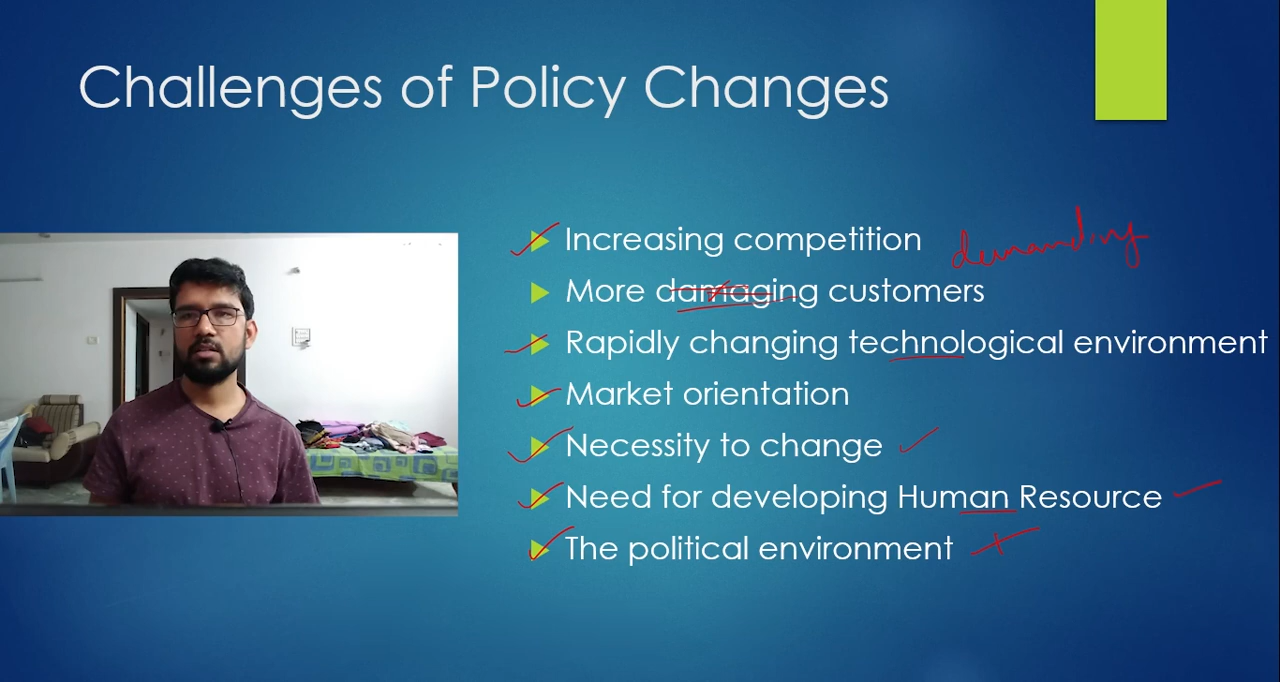 Challenges of Policy Changes
Increasing competition demanding
More damaging customers
Rapidly changing technological environment
Market orientation
Necessity to change
Need for developing Human Resource
The political environment